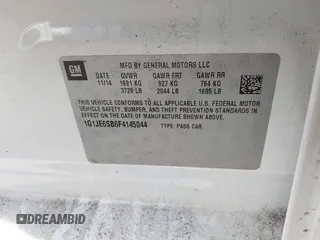 GM
MFD BY GENERAL MOTORS LLC
DATE GVWR GAWR FRT GAWR RR
11/14 1691 KG 927 KG 764 KG
3729 LB 2044 LB 1685 LB
THIS VEHICLE CONFORMS TO ALL APPLICABLE U.S. FEDERAL
MOTOR VEHICLE SAFETY, BUMPER, AND THEFT PREVENTION STANDARDS IN
EFFECT ON THE DATE OF MANUFACTURE SHOWN ABOVE.
1G1JE6SB6F4145044 TYPE: PASS CAR
DREAMBID